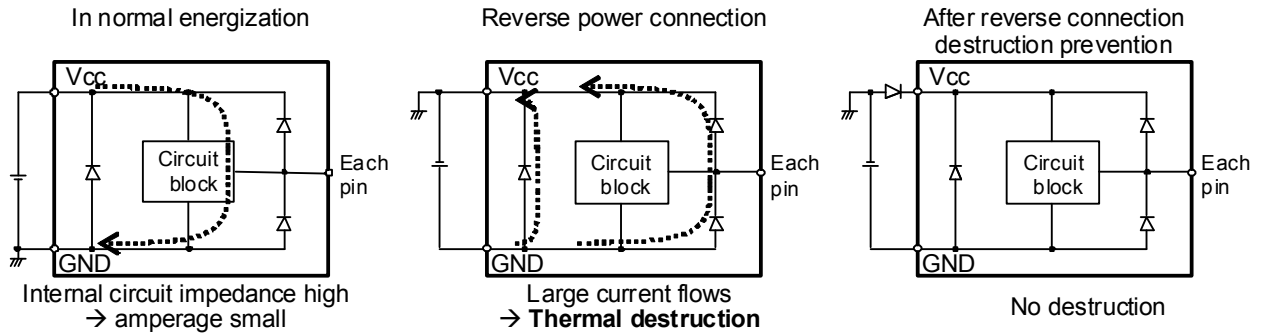 In normal energization
Vcc
Circuit
block
Each
pin
GND
Internal circuit impedance high
→ amperage small
Reverse power connection
Vcc
Circuit
block
Each
pin
GND
Large current flows
→ Thermal destruction
After reverse connection
destruction prevention
Vcc
Circuit
block
Each
pin
GND
No destruction